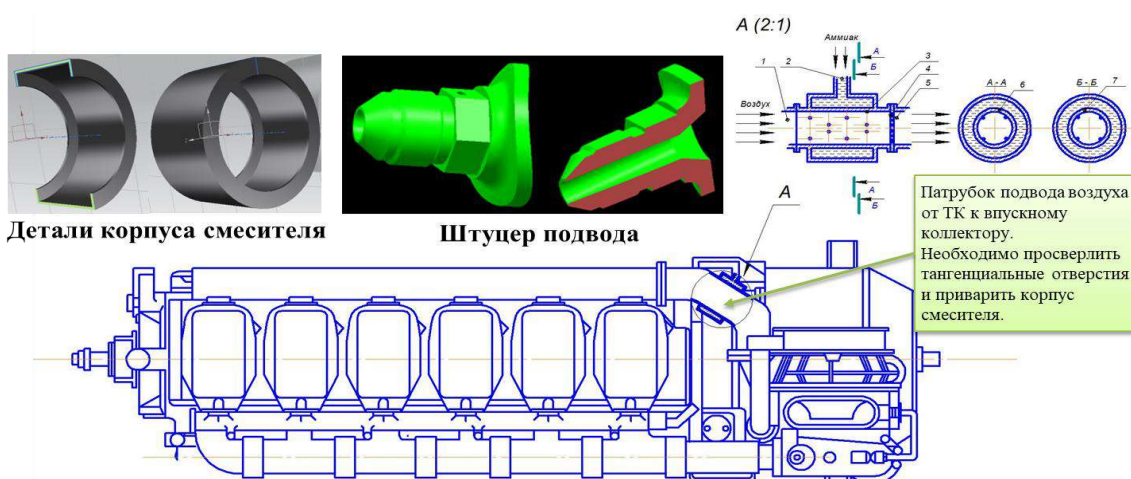 А (2:1)
Аммиак
1
2
А
Б
3
4
5
А - А
6
Б - Б
7
Воздух
А
Б
Детали корпуса смесителя
Штуцер подвода
А
Патрубок подвода воздуха
от ТК к впускному
коллектору.
Необходимо просверлить
тангенциальные отверстия
и приварить корпус
смесителя.